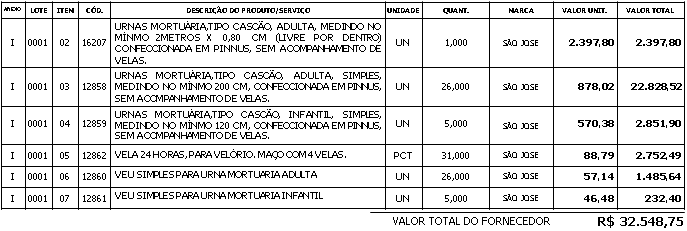 ANEXO LOTE ITEM CÓD. DESCRIÇÃO DO PRODUTO/SERVIÇO UNIDADE QUANT. MARCA VALOR UNIT. VALOR TOTAL
URNAS MORTUÁRIA,TIPO CASCÃO, ADULTA, MEDINDO NO
MÍNMO 2METROS X 0,80 CM (LIVRE POR DENTRO)
I 0001 02 16207 CONFECCIONADA EM PINNUS, SEM ACOMPANHAMENTO DE UN 1,000 SÃO JOSE 2.397,80 2.397,80
VELAS.
URNAS MORTUÁRIA,TIPO CASCÃO, ADULTA, SIMPLES,
I 0001 03 12858 MEDINDO NO MÍNMO 200 CM, CONFECCIONADA EM PINNUS, UN 26,000 SÃO JOSE 878,02 22.828,52
SEM ACOMPANHAMENTO DE VELAS.
URNAS MORTUÁRIA,TIPO CASCÃO, INFANTIL, SIMPLES,
I 0001 04 12859 MEDINDO NO MÍNMO 120 CM, CONFECCIONADA EM PINNUS, UN 5,000 SÃO JOSE 570,38 2.851,90
SEM ACOMPANHAMENTO DE VELAS.
I 0001 05 12862 VELA 24 HORAS, PARA VELÓRIO. MAÇO COM 4 VELAS. PCT 31,000 SÃO JOSE 88,79 2.752,49
I 0001 06 12860 VEU SIMPLES PARA URNA MORTUARIA ADULTA UN 26,000 SÃO JOSE 57,14 1.485,64
I 0001 07 12861 VEU SIMPLES PARA URNA MORTUARIA INFANTIL UN 5,000 SÃO JOSE 46,48 232,40
VALOR TOTAL DO FORNECEDOR R$ 32.548,75